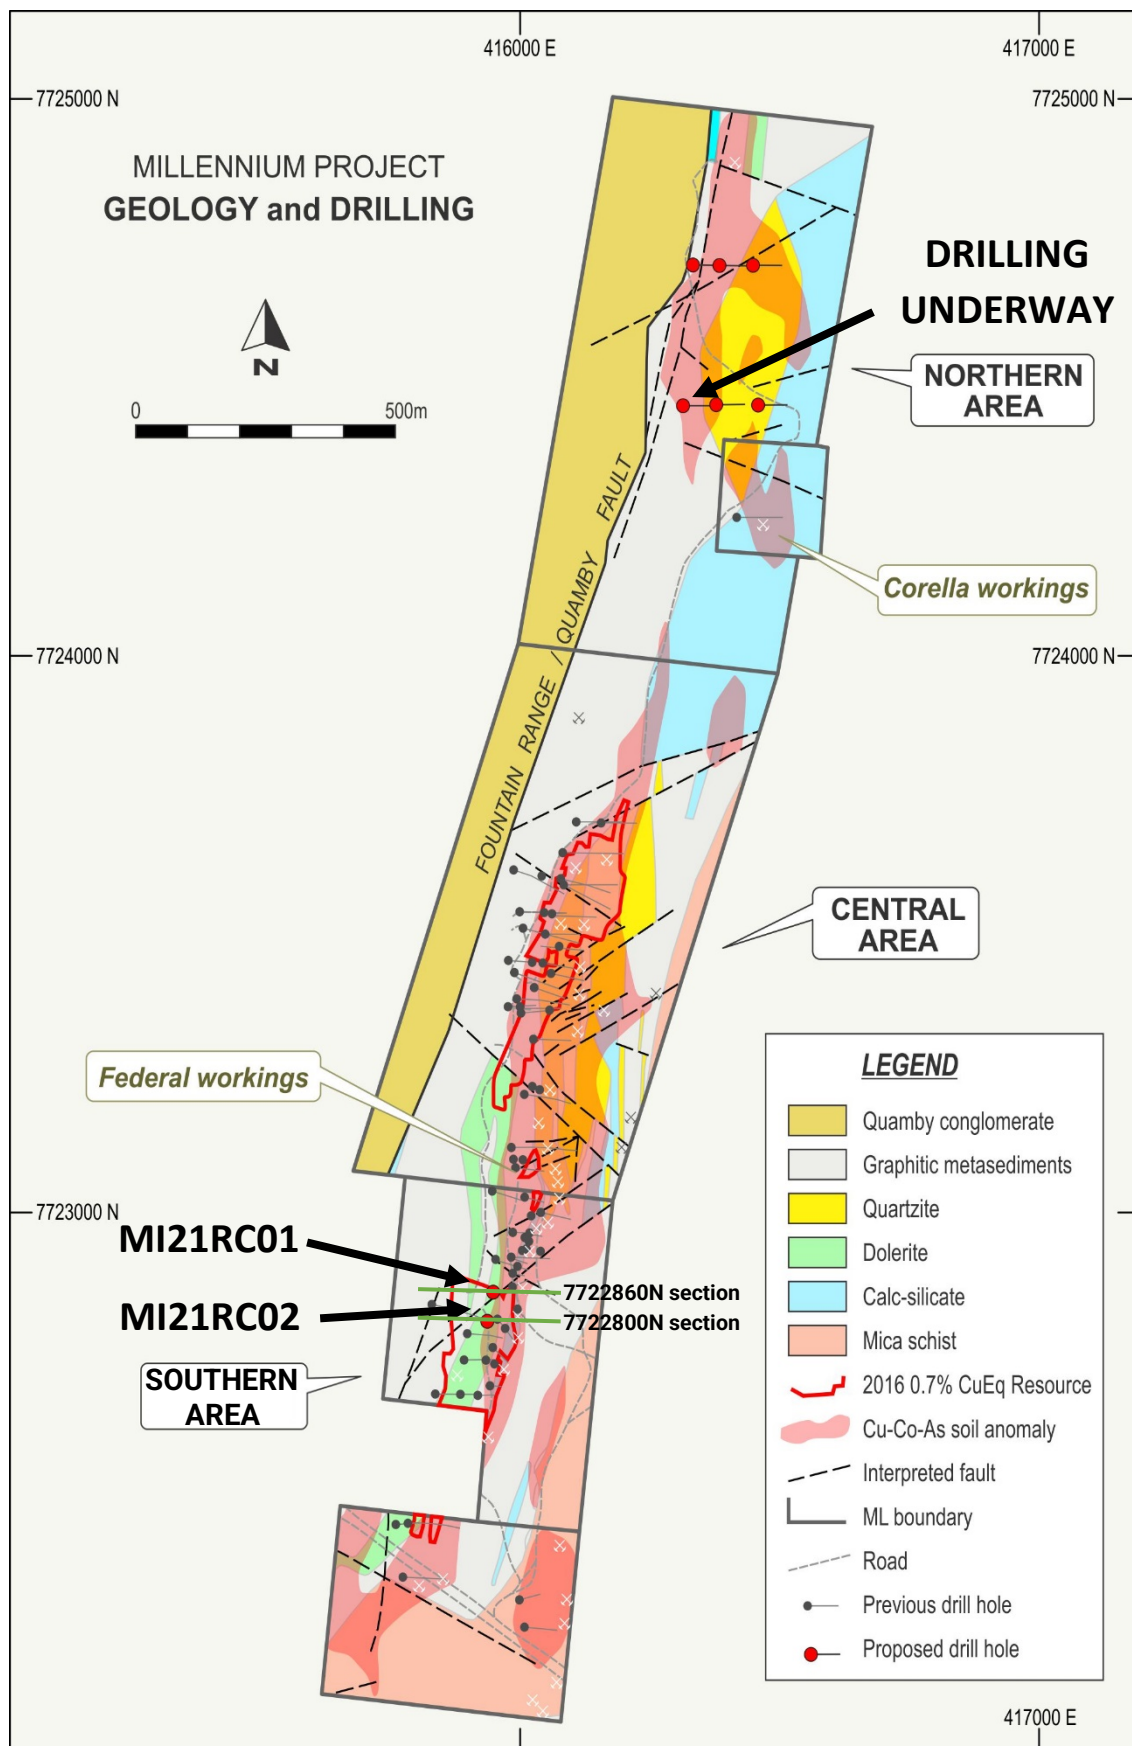 416000 E
417000 E
7725000 N
7725000 N
MILLENNIUM PROJECT
GEOLOGY and DRILLING
DRILLING
UNDERWAY
N
0
500m
NORTHERN
AREA
FOUNTAIN RANGE / QUAMBY FAULT
Corella workings
7724000 N
7724000 N
CENTRAL
AREA
Federal workings
7723000 N
MI21RC01
7722860N section
MI21RC02
7722800N section
SOUTHERN
AREA
LEGEND
Quamby conglomerate
Graphitic metasediments
Quartzite
Dolerite
Calc-silicate
Mica schist
2016 0.7% CuEq Resource
Cu-Co-As soil anomaly
Interpreted fault
ML boundary
Road
Previous drill hole
Proposed drill hole
417000 E